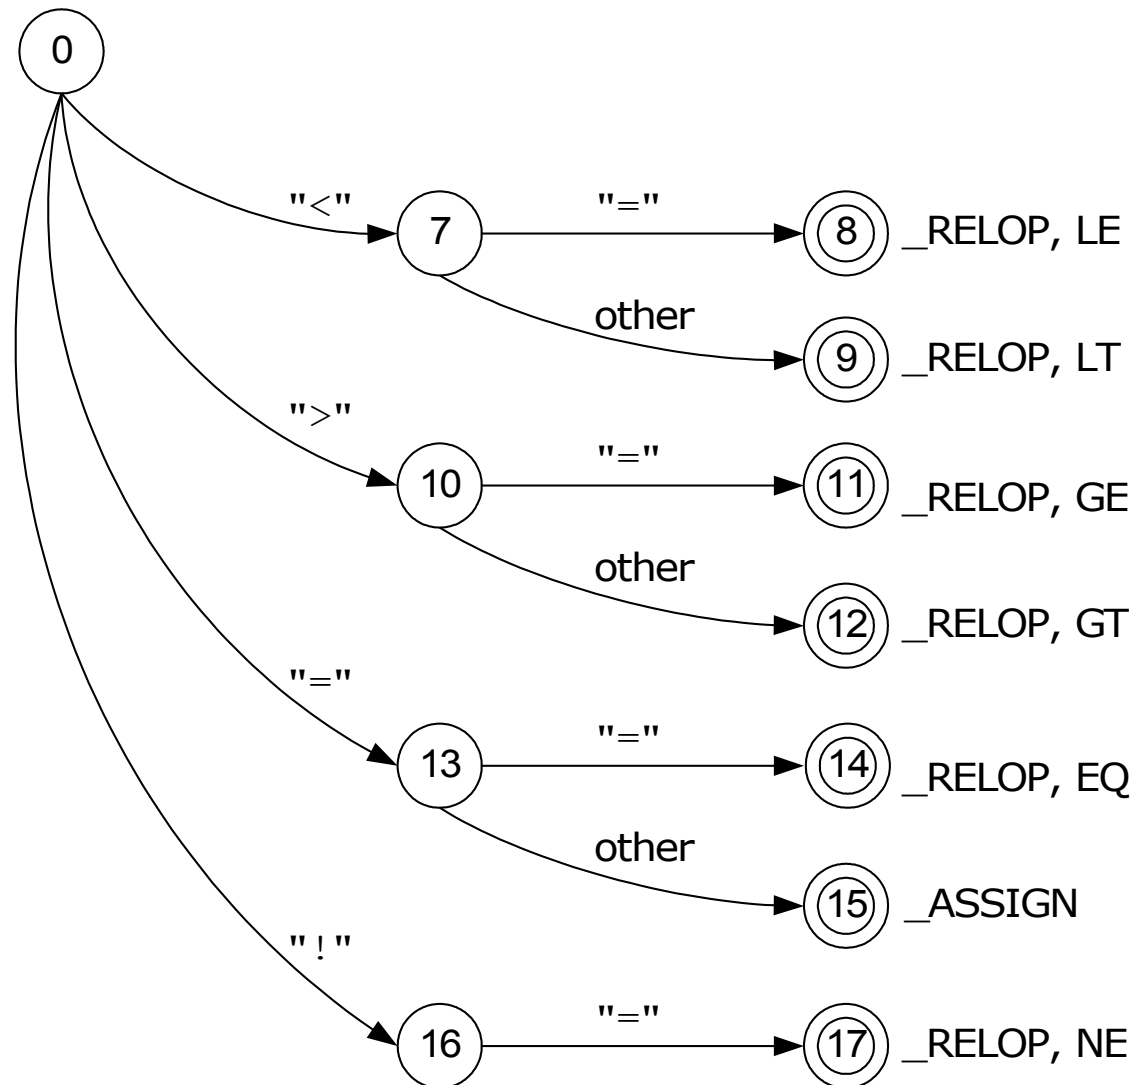 0
"<" 7 "=" 8 _RELOP, LE
other 9 _RELOP, LT
">" 10 "=" 11 _RELOP, GE
other 12 _RELOP, GT
"=" 13 "=" 14 _RELOP, EQ
other 15 _ASSIGN
"!" 16 "=" 17 _RELOP, NE